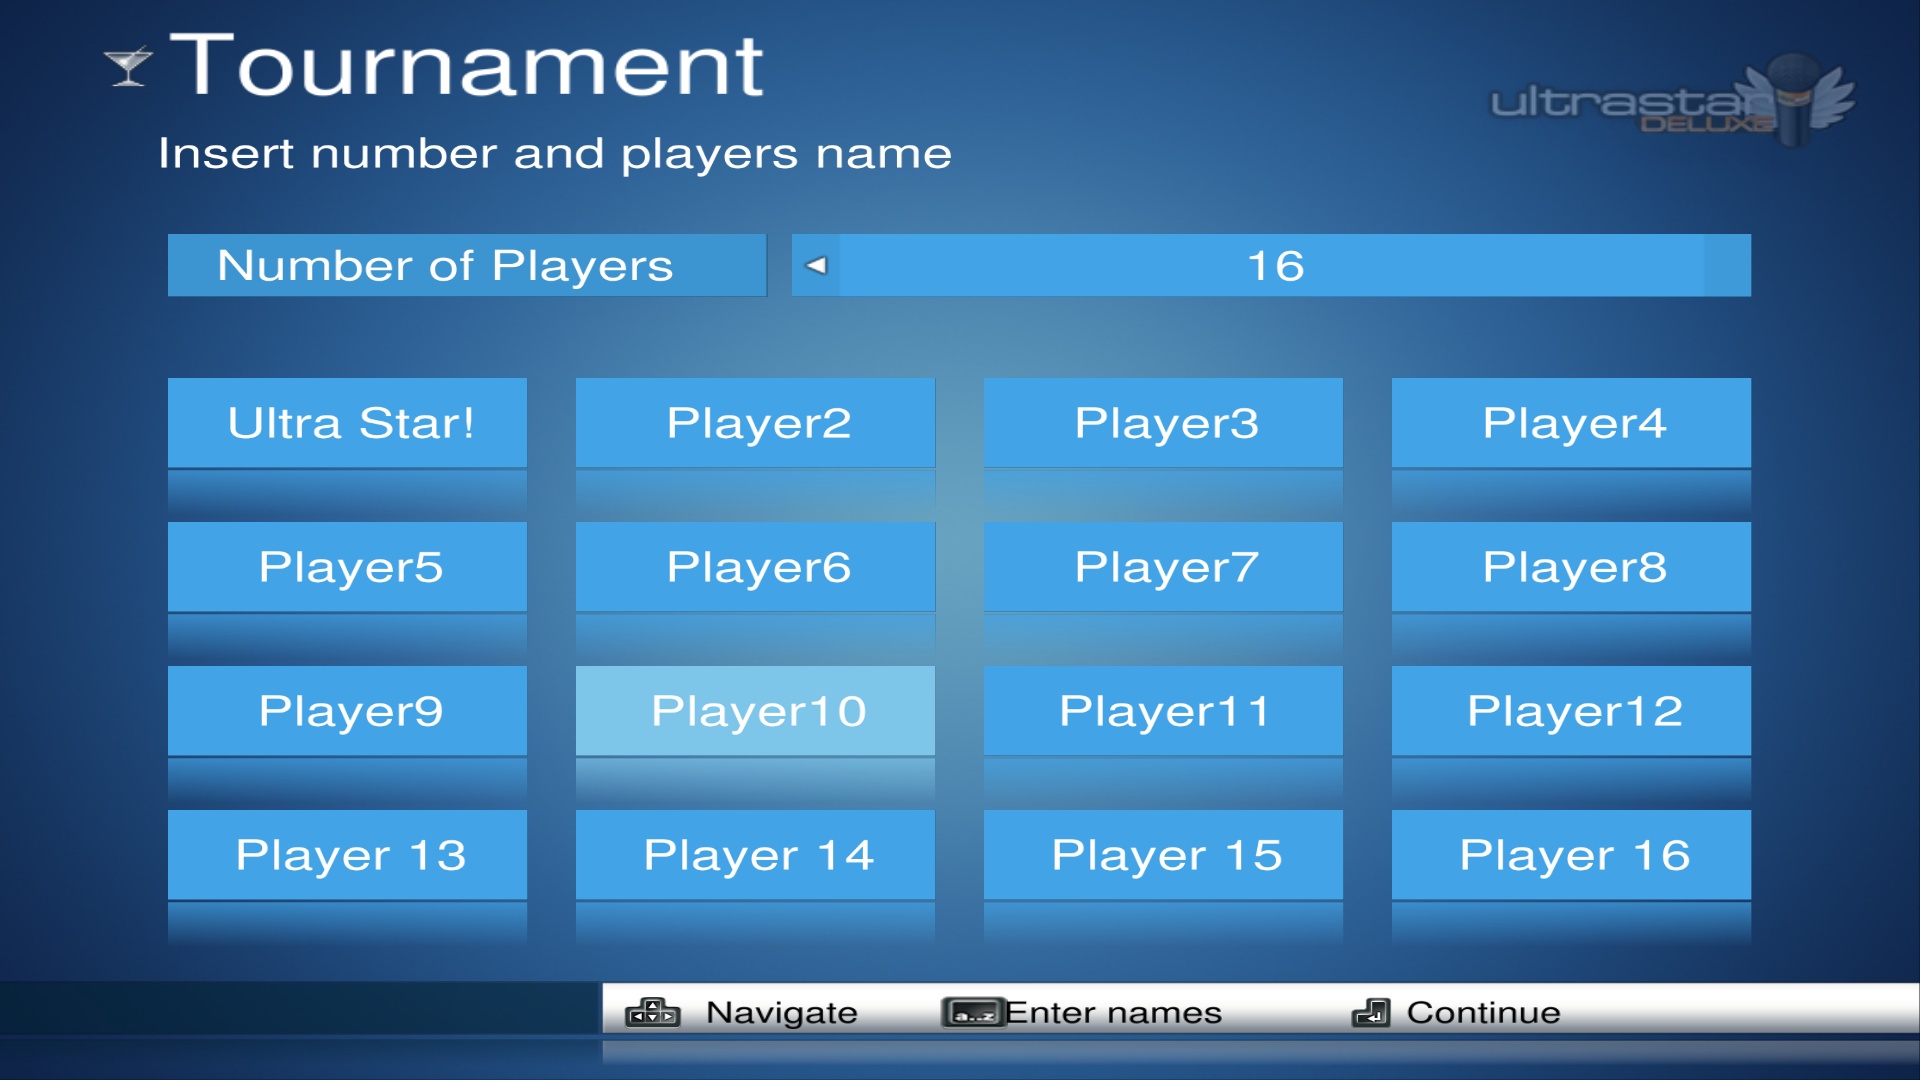 Tournament
ultrastar
DELUXE
Insert number and players name
Number of Players
16
Ultra Star!
Player2
Player3
Player4
Player5
Player6
Player7
Player8
Player9
Player10
Player11
Player12
Player 13
Player 14
Player 15
Player 16
Navigate
a..z
Enter names
Continue